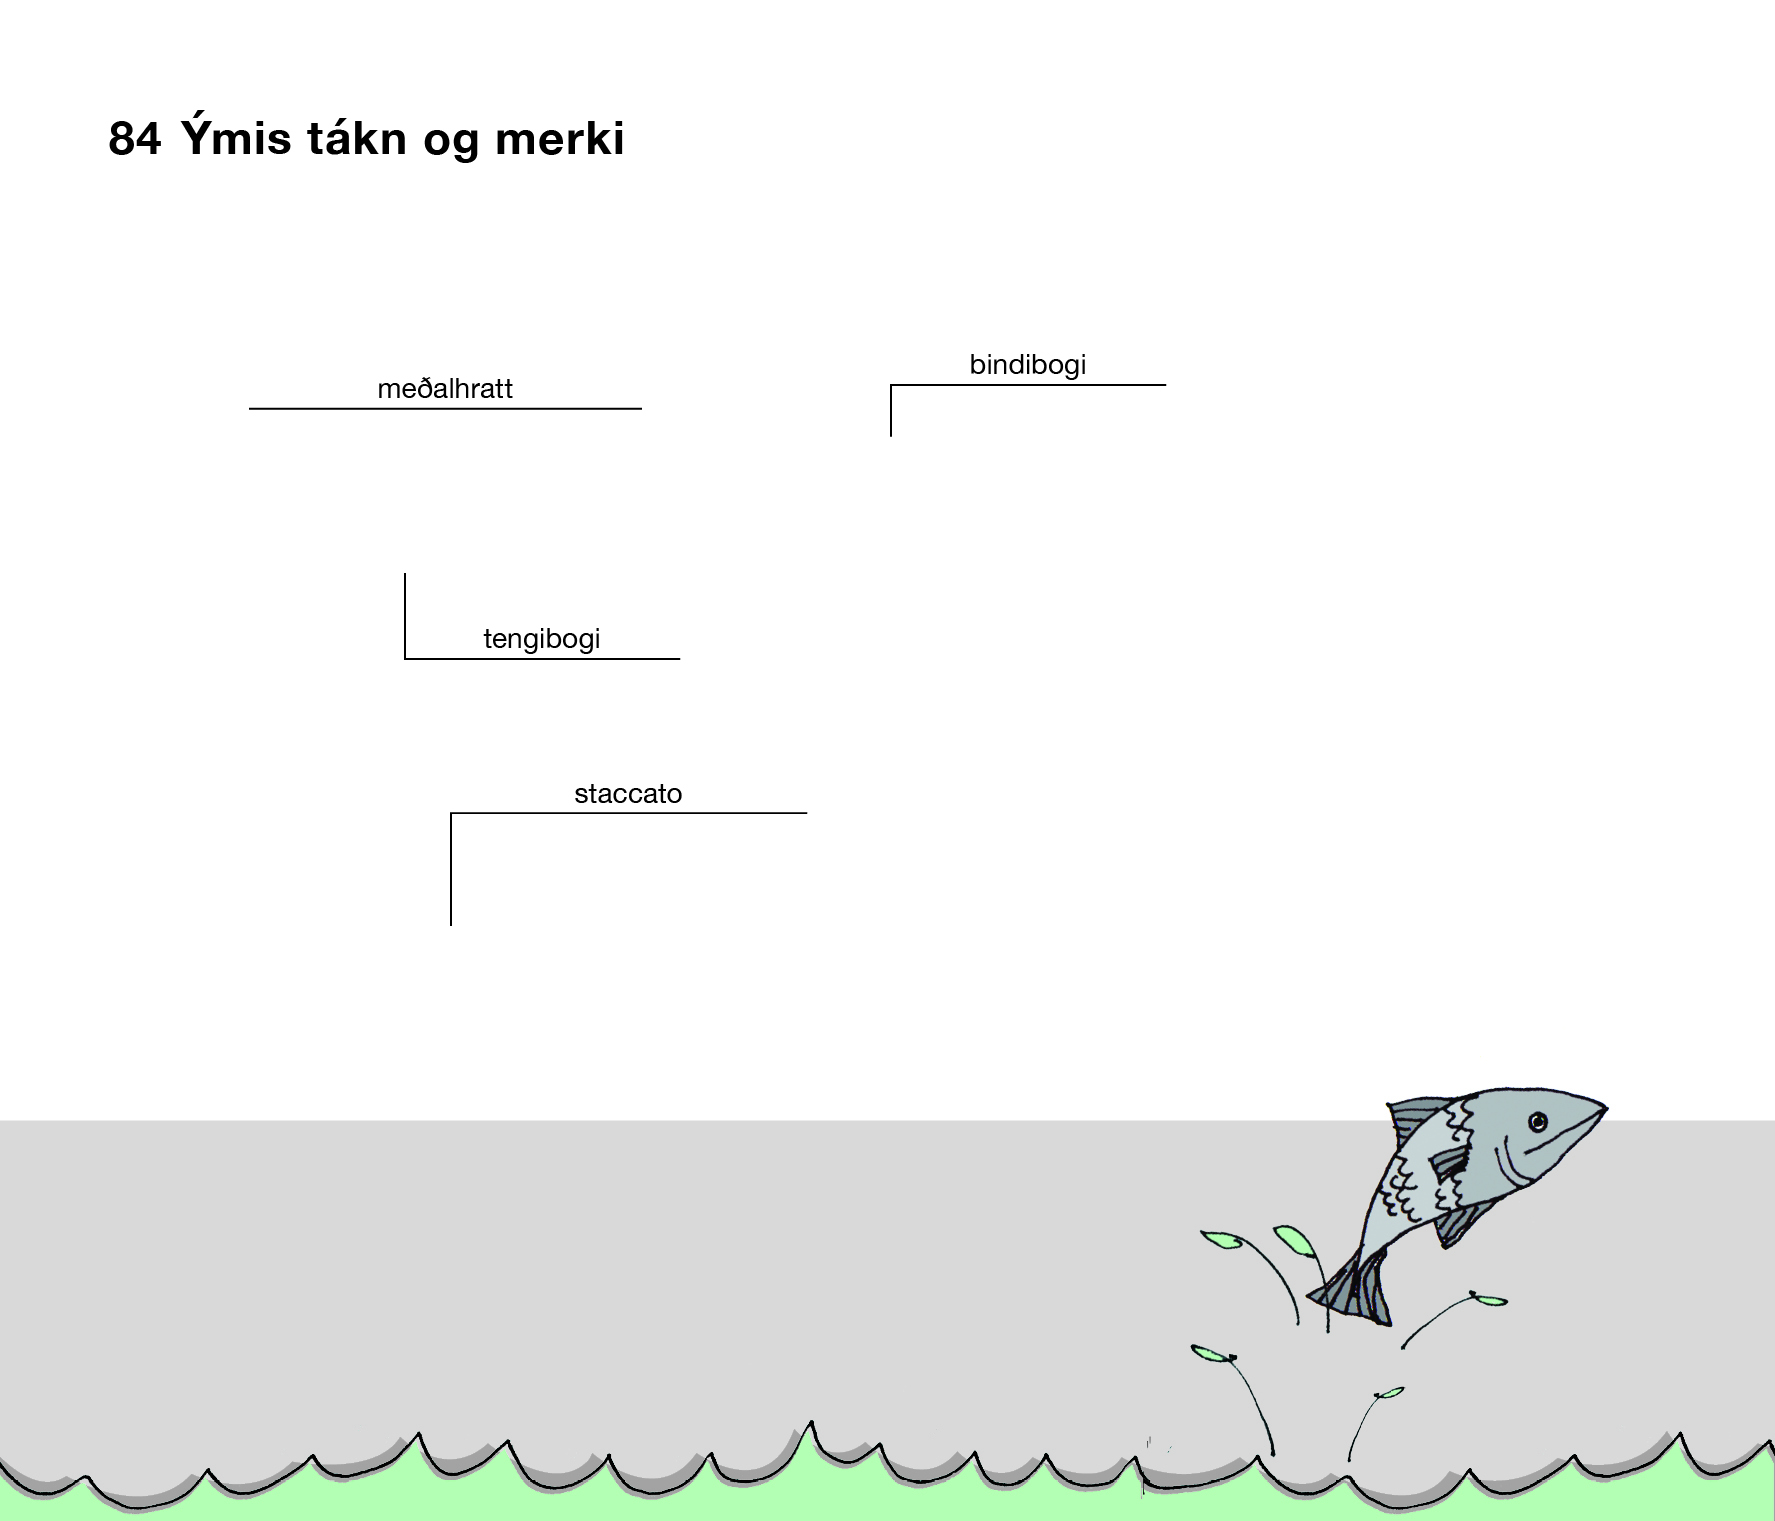 84 Ýmis tákn og merki
bindibogi
meðalhratt
tengibogi
staccato